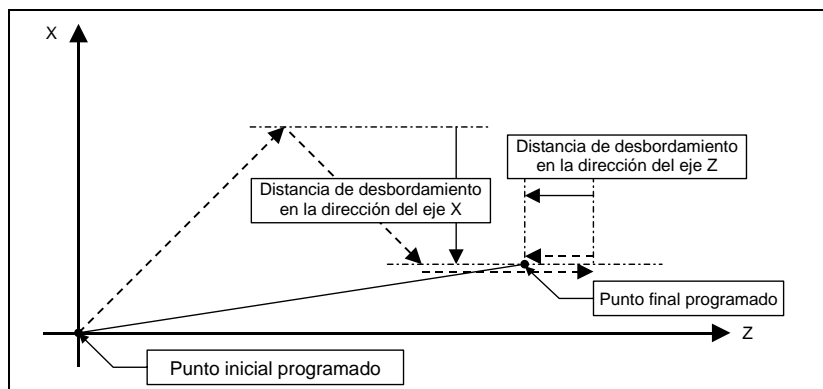 X
Distancia de desbordamiento
en la dirección del eje Z
Distancia de desbordamiento
en la dirección del eje X
Punto final programado
Z
Punto inicial programado